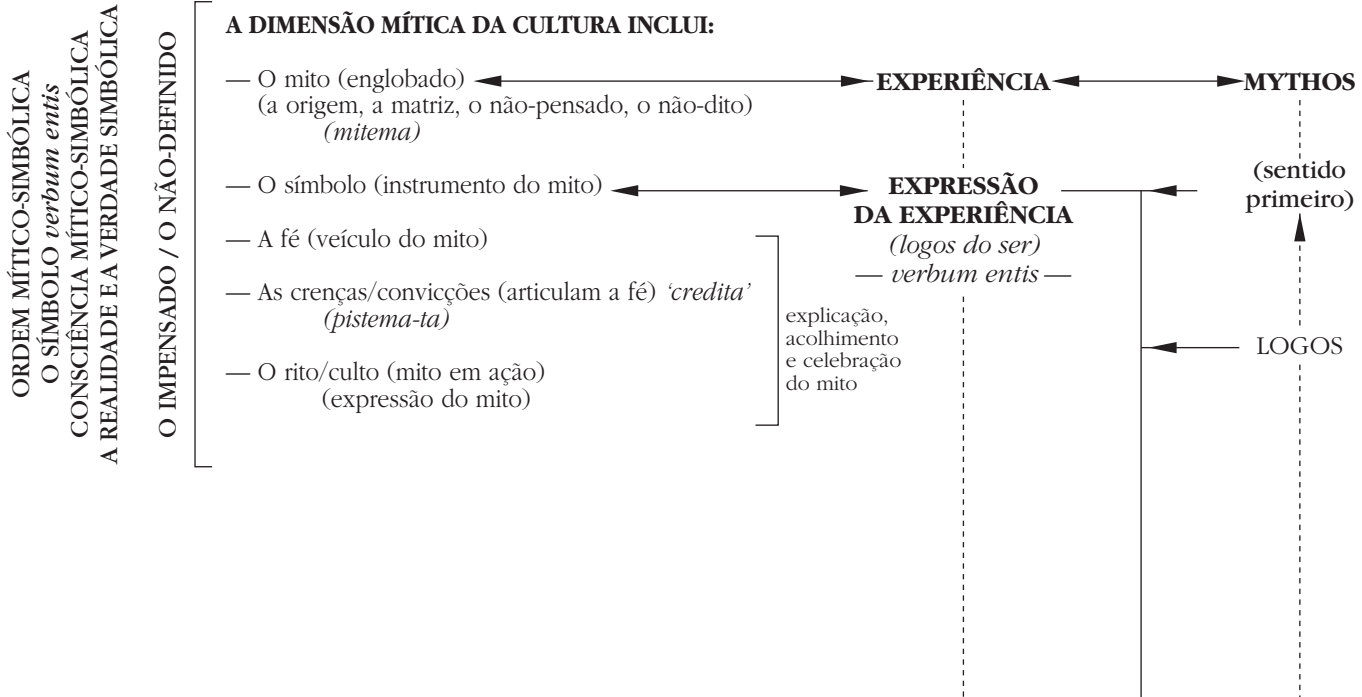 ORDEM MÍTICO-SIMBÓLICA
O SÍMBOLO verbum entis
CONSCIÊNCIA MÍTICO-SIMBÓLICA
A REALIDADE E A VERDADE SIMBÓLICA
O IMPENSADO / O NÃO-DEFINIDO
A DIMENSÃO MÍTICA DA CULTURA INCLUI:
— O mito (englobado)
(a origem, a matriz, o não-pensado, o não-dito)
(mitema)
— O símbolo (instrumento do mito)
— A fé (veículo do mito)
— As crenças/convicções (articulam a fé) ‘credita’
(pistema-ta)
— O rito/culto (mito em ação)
(expressão do mito)
explicação,
acolhimento
e celebração
do mito
EXPERIÊNCIA
EXPRESSÃO
DA EXPERIÊNCIA
(logos do ser)
— verbum entis —
MYTHOS
(sentido
primeiro)
LOGOS